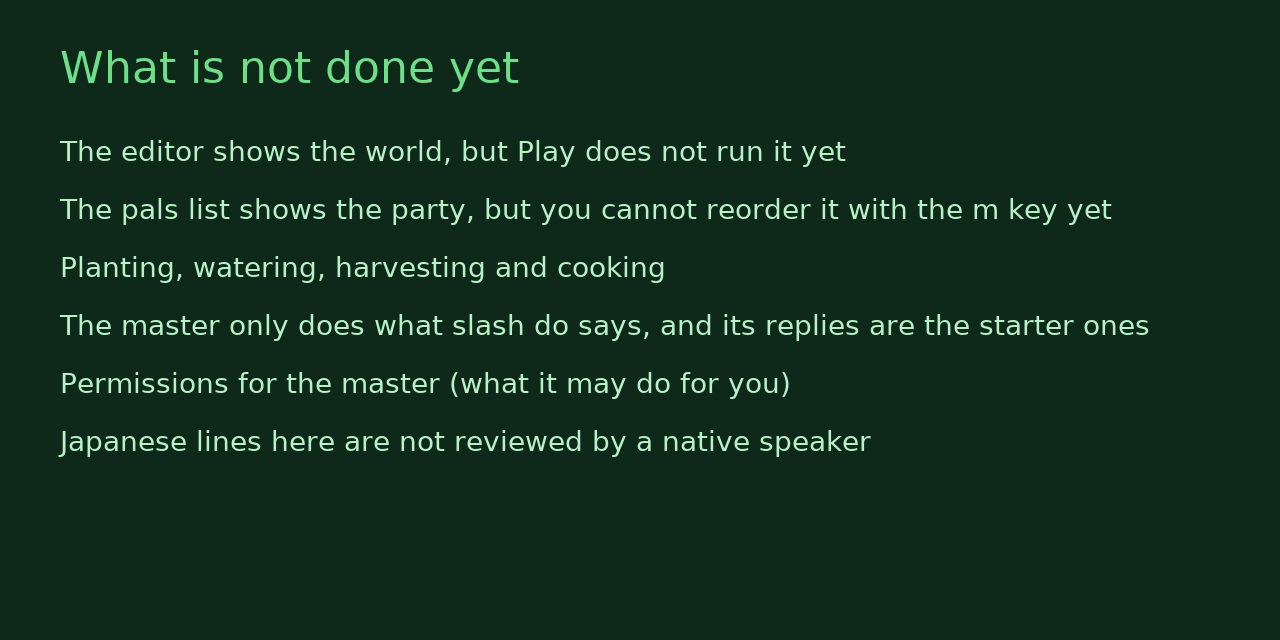 What is not done yet
The editor shows the world, but Play does not run it yet
The pals list shows the party, but you cannot reorder it with the m key yet
Planting, watering, harvesting and cooking
The master only does what slash do says, and its replies are the starter ones
Permissions for the master (what it may do for you)
Japanese lines here are not reviewed by a native speaker